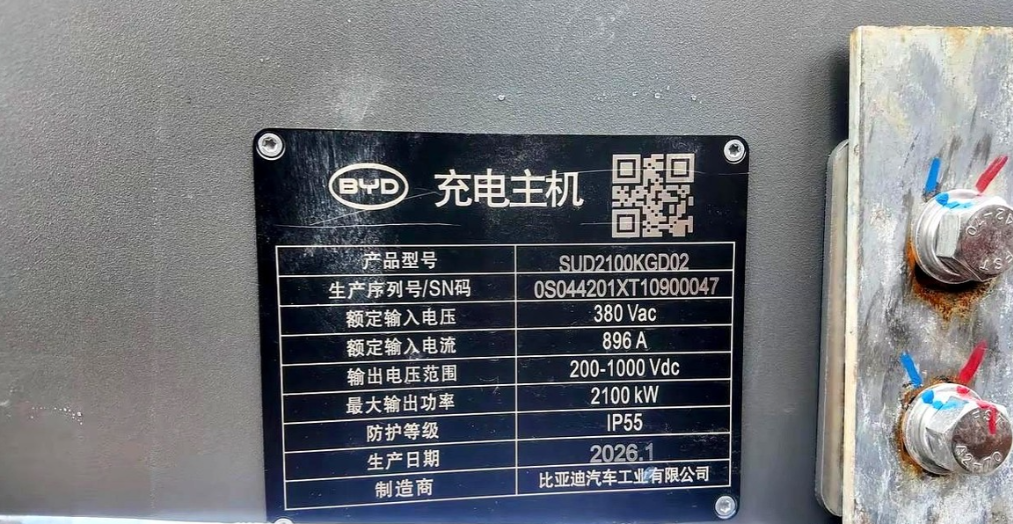 BYD 充电主机
产品型号 SUD2100KGD02
生产序列号/SN码 0S044201XT10900047
额定输入电压 380 Vac
额定输入电流 896 A
输出电压范围 200-1000 Vdc
最大输出功率 2100 kW
防护等级 IP55
生产日期 2026.1
制造商 比亚迪汽车工业有限公司